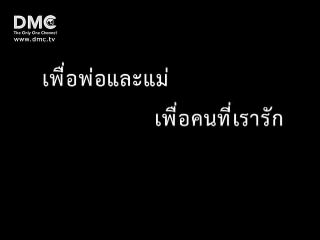 DMC
The Only One Channel
www.dmc.tv
เพื่อพ่อและแม่
เพื่อคนที่เรารัก